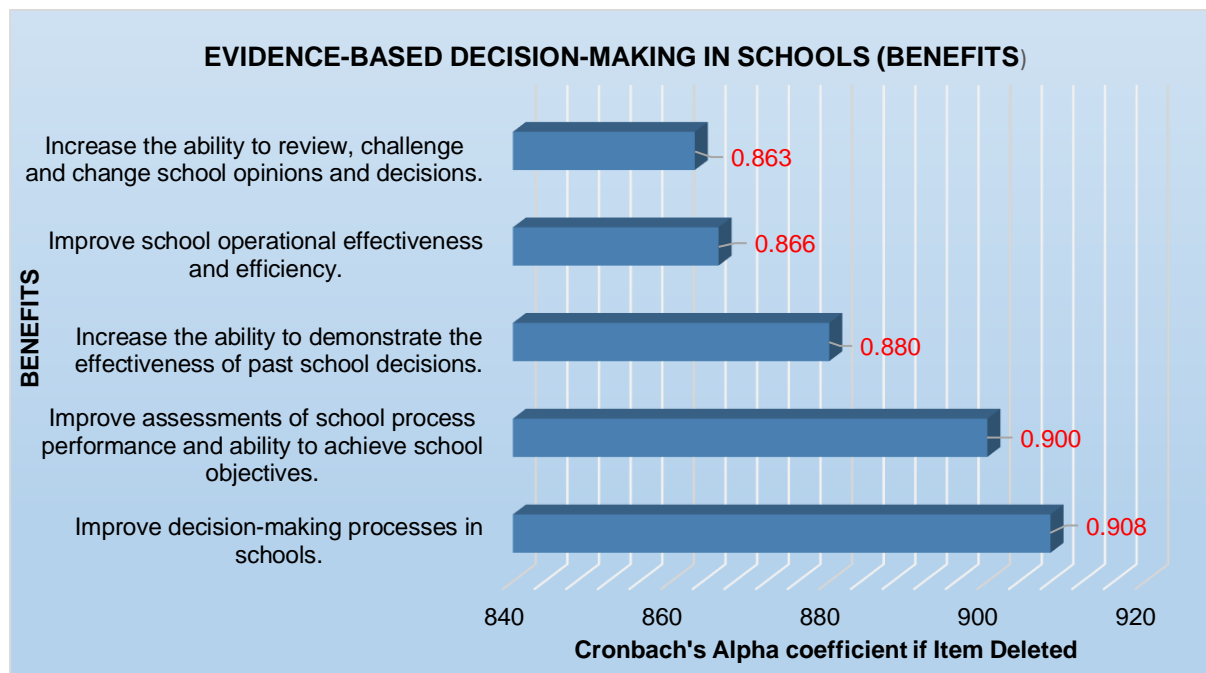 EVIDENCE-BASED DECISION-MAKING IN SCHOOLS (BENEFITS)
Increase the ability to review, challenge
and change school opinions and decisions.
0.863
Improve school operational effectiveness
and efficiency.
0.866
BENEFITS
Increase the ability to demonstrate the
effectiveness of past school decisions.
0.880
Improve assessments of school process
performance and ability to achieve school
objectives.
0.900
Improve decision-making processes in
schools.
0.908
840 860 880 900 920
Cronbach's Alpha coefficient if Item Deleted